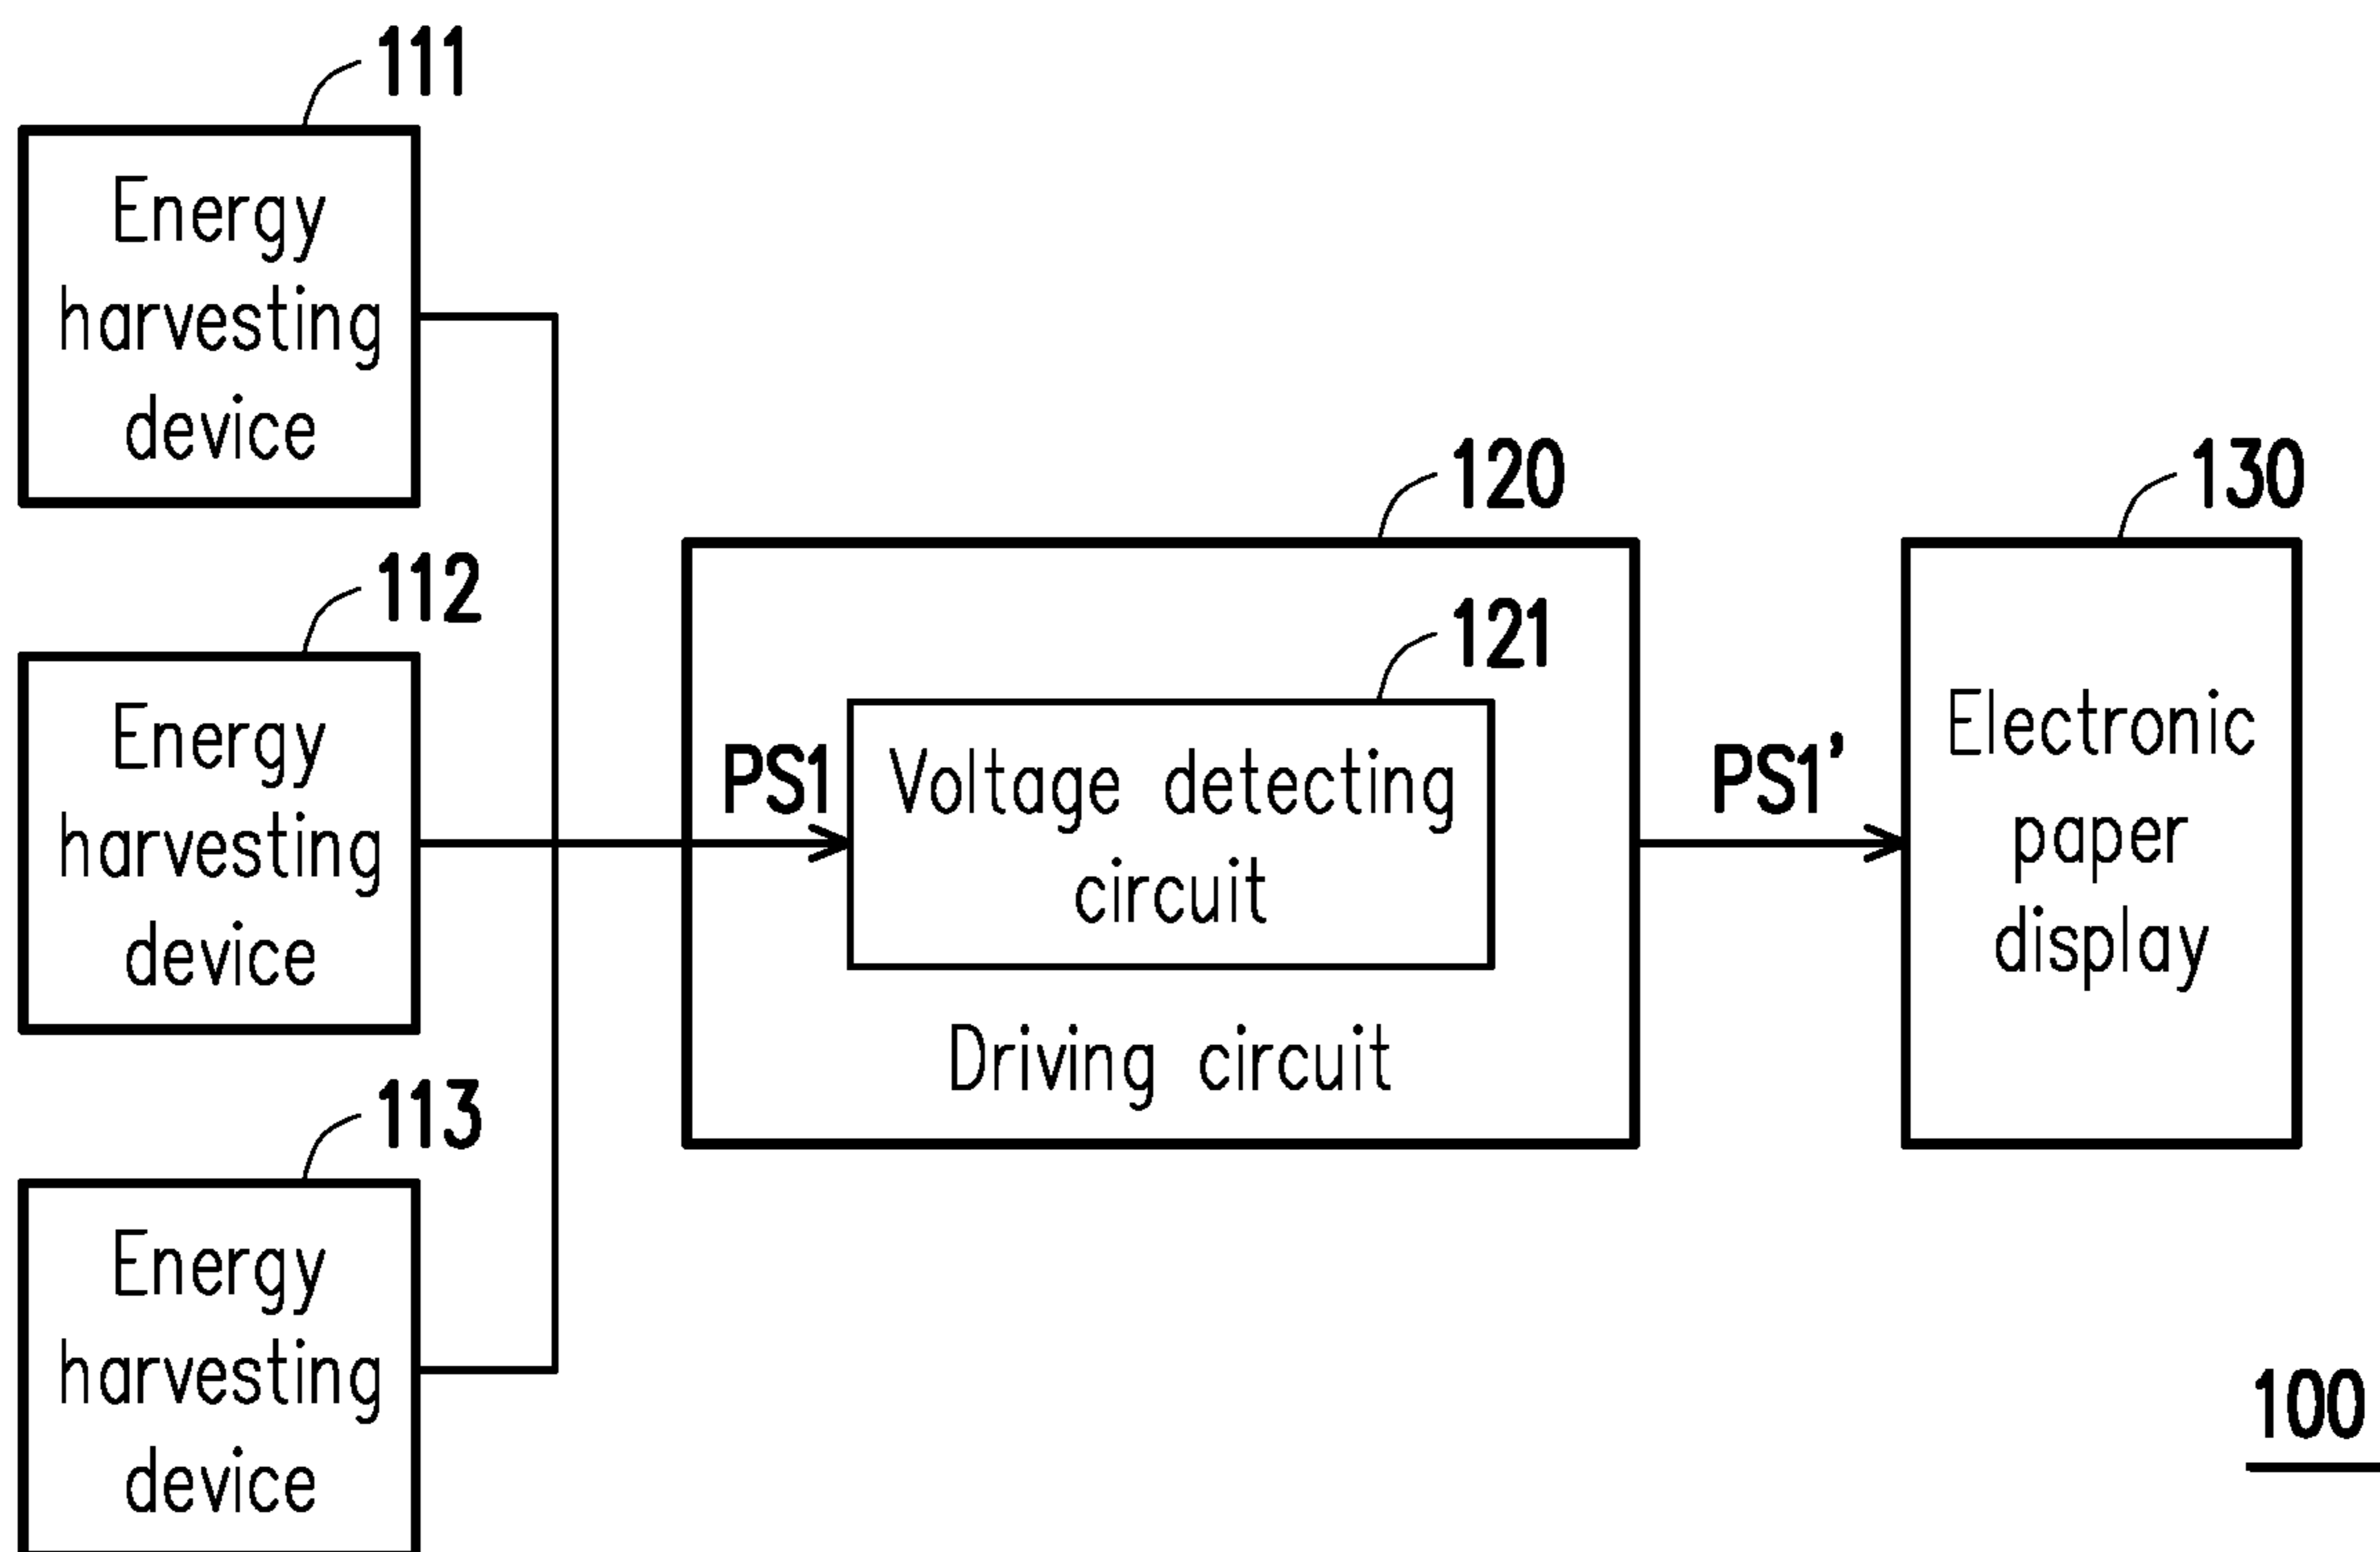 111
Energy
harvesting
device
112
Energy
harvesting
device
113
Energy
harvesting
device
120
121
PS1
Voltage detecting
circuit
Driving circuit
PS1’
130
Electronic
paper
display
100